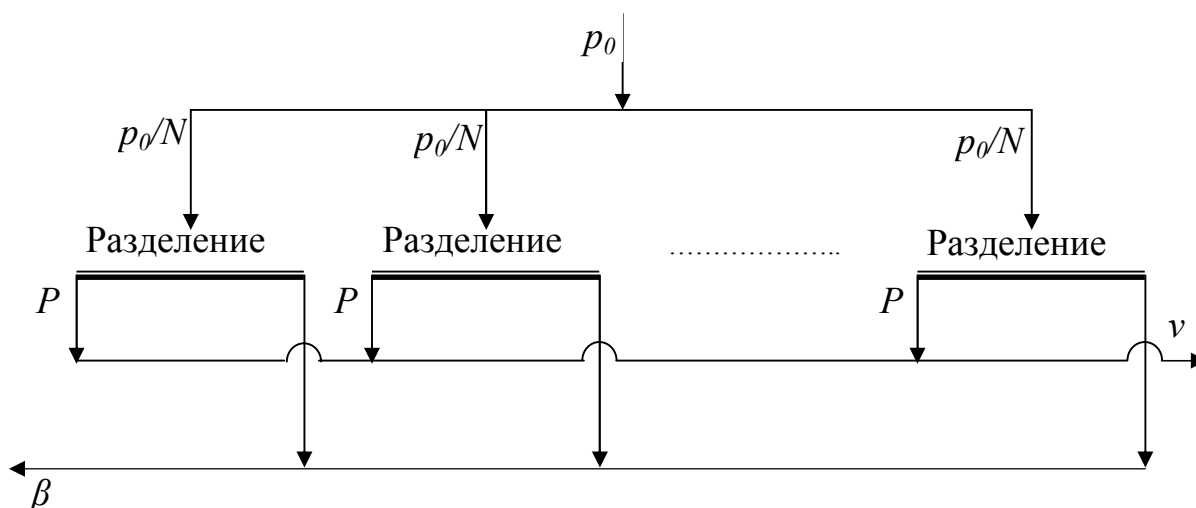 p₀
p₀/N p₀/N p₀/N
Разделение Разделение ………………… Разделение
P P P
ν
β